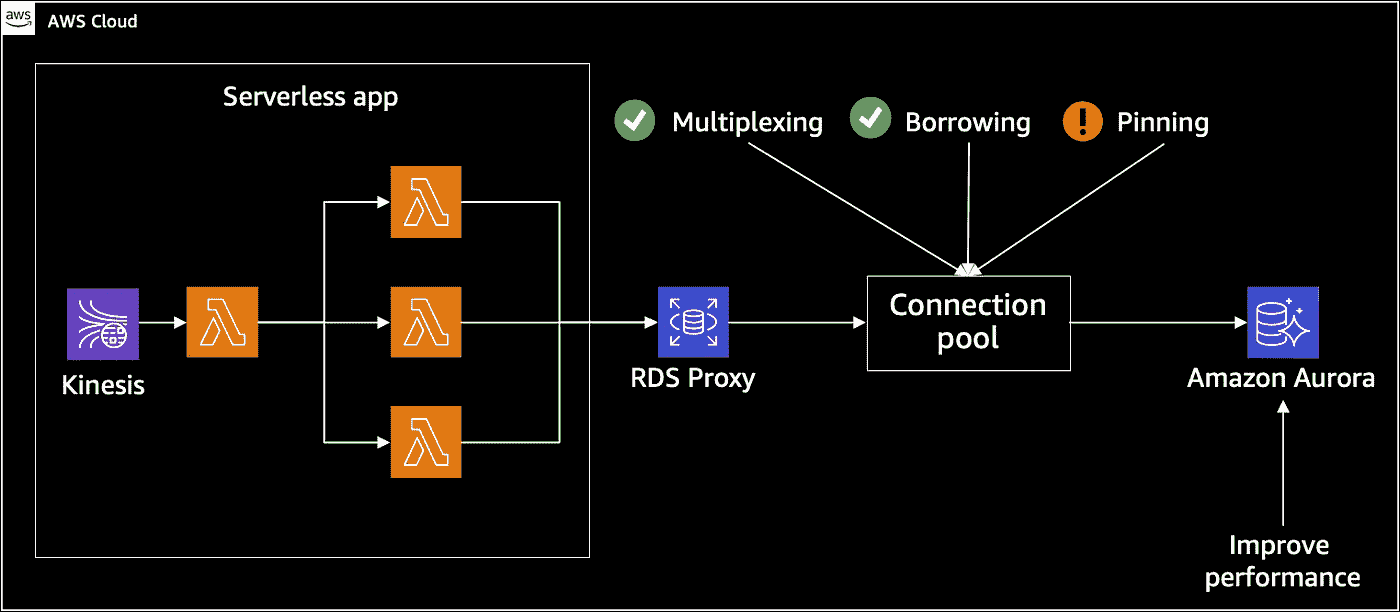 aws
AWS Cloud
Serverless app
Multiplexing
Borrowing
Pinning
Connection
pool
Kinesis
RDS Proxy
Amazon Aurora
Improve
performance